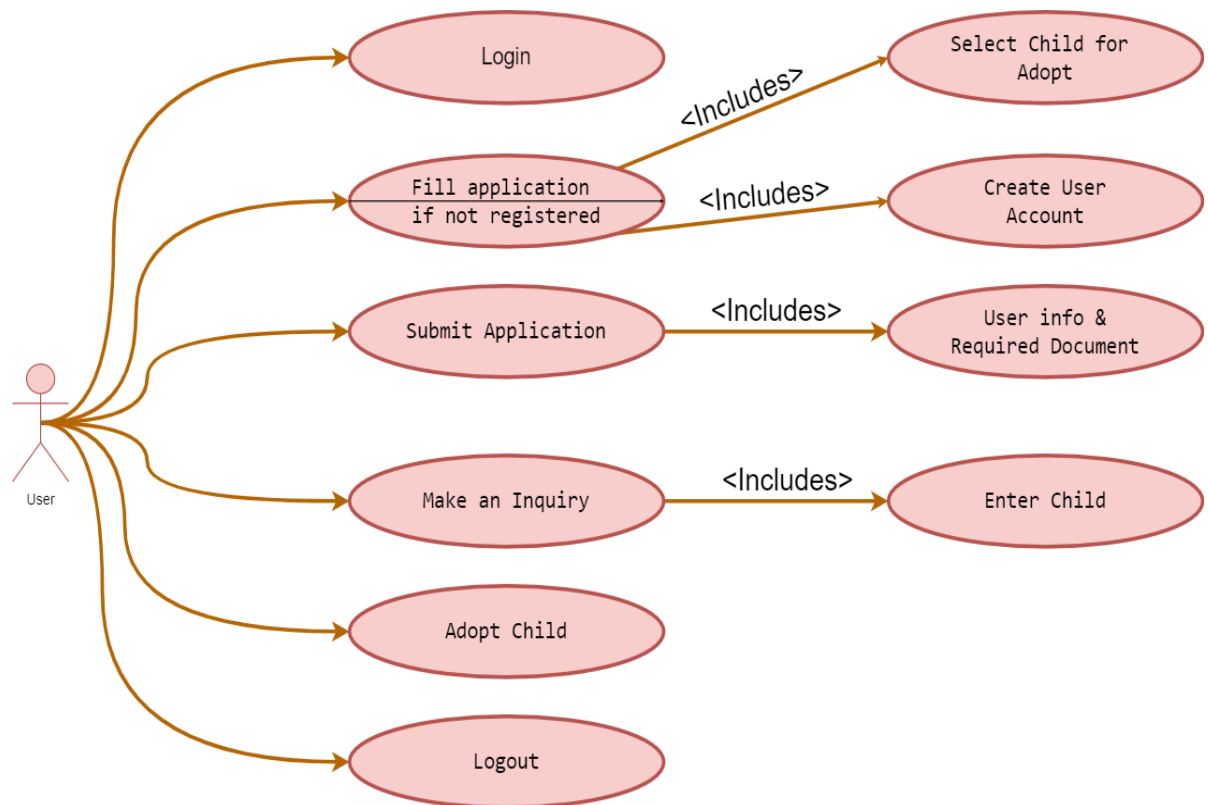 Login
Select Child for
Adopt
<Includes>
Fill application
if not registered
<Includes>
Create User
Account
Submit Application
<Includes>
User info &
Required Document
User
Make an Inquiry
<Includes>
Enter Child
Adopt Child
Logout